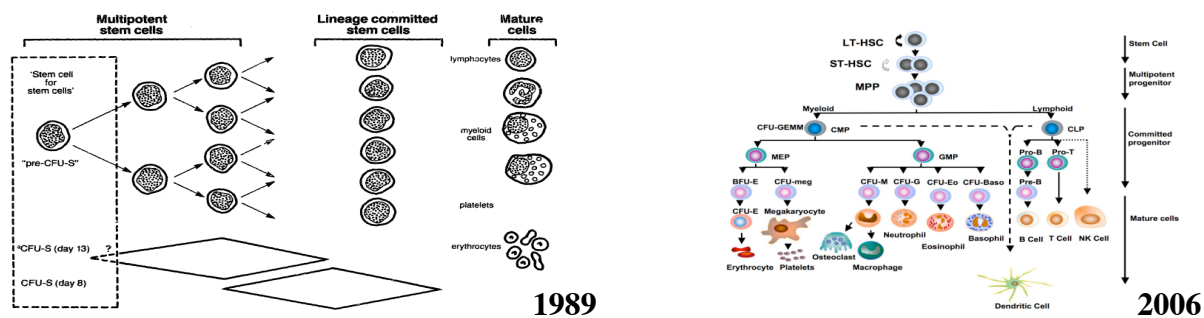 Multipotent
stem cells
Lineage committed
stem cells
Mature
cells
'Stem cell
for
stem cells'
"pre-CFU-S"
lymphocytes
myeloid
cells
platelets
erythrocytes
CFU-S (day 13)
?
CFU-S (day 8)
1989
LT-HSC
ST-HSC
MPP
Myeloid
Lymphoid
CFU-GEMM
CMP
CLP
MEP
GMP
Pro-B
Pro-T
BFU-E
CFU-meg
CFU-M
CFU-G
CFU-Eo
CFU-Baso
Pre-B
CFU-E
Megakaryocyte
Neutrophil
Eosinophil
Basophil
B Cell
T Cell
NK Cell
Osteoclast
Macrophage
Erythrocyte
Platelets
Dendritic Cell
Stem Cell
Multipotent
progenitor
Committed
progenitor
Mature cells
2006